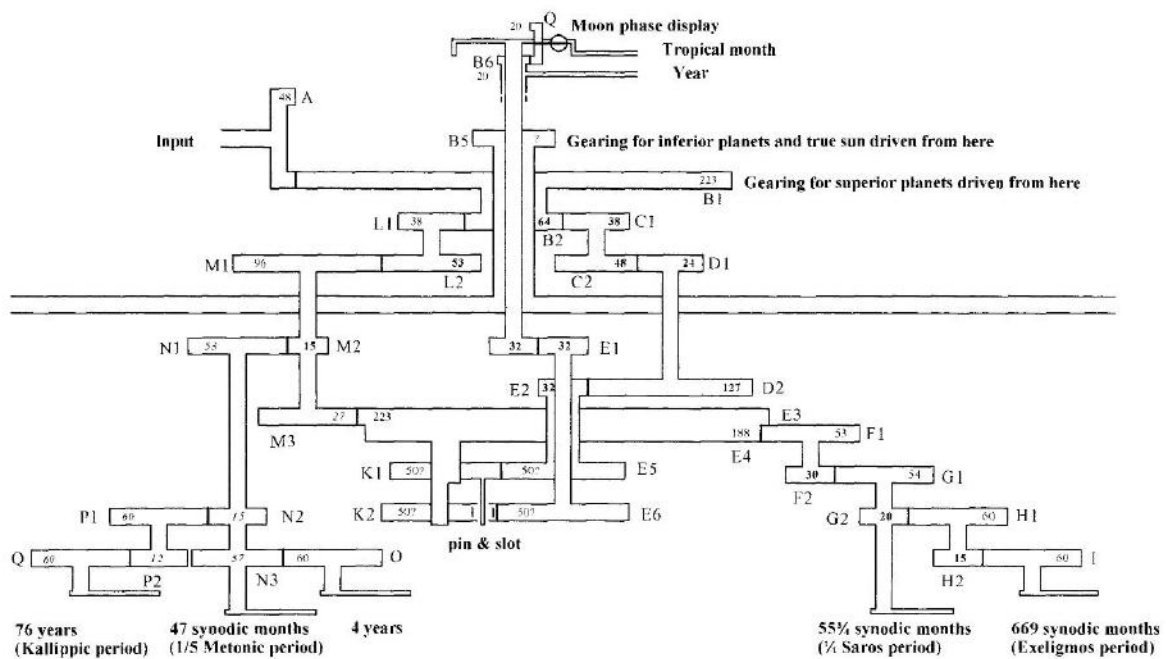 20 Q Moon phase display
Tropical month
B6
20 Year
48 A
Input B5 ? Gearing for inferior planets and true sun driven from here
223 Gearing for superior planets driven from here
B1
L1 38 64 38 C1
B2
M1 96 53 48 24 D1
L2 C2
N1 53 15 M2 32 32 E1
E2 32 127 D2
27 223 E3
M3 188 53 F1
E4
K1 50? 50? E5 30 54 G1
F2
K2 50? 50? E6
P1 60 15 N2 G2 20 60 H1
pin & slot
Q 60 12 57 60 O 15 60 I
P2 N3 H2
76 years 47 synodic months 4 years 55¾ synodic months 669 synodic months
(Kallippic period) (1/5 Metonic period) (¼ Saros period) (Exeligmos period)